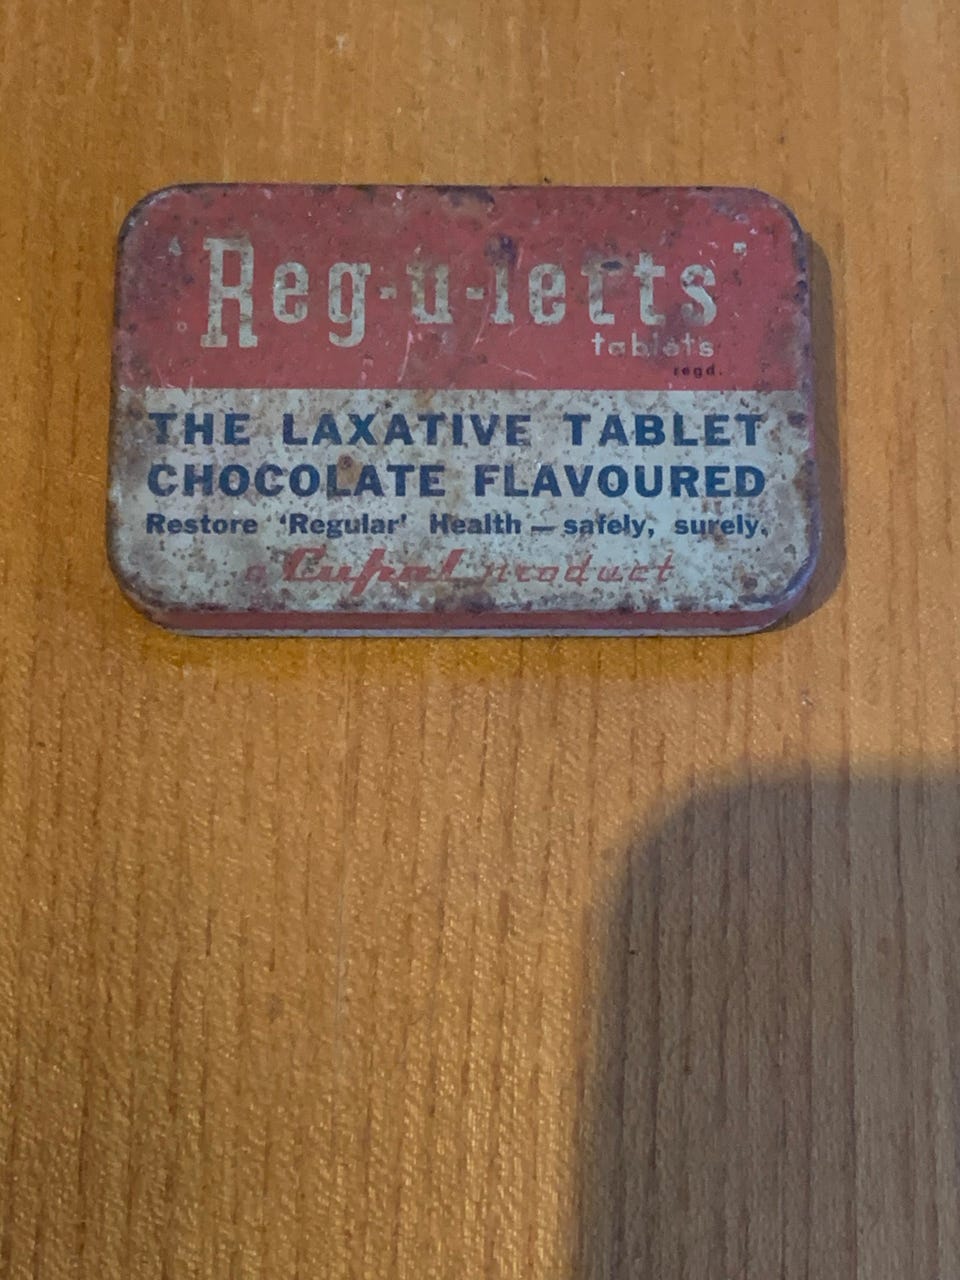 'Reg-u-letts'
tablets
regd.
THE LAXATIVE TABLET
CHOCOLATE FLAVOURED
Restore 'Regular' Health — safely, surely,
a Cupal product